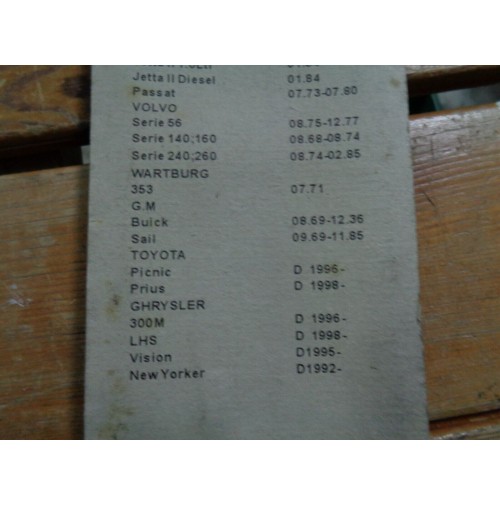 Jetta II Diesel 01.84
Passat 07.73-07.80
VOLVO
Serie 56 08.75-12.77
Serie 140;160 08.68-08.74
Serie 240;260 08.74-02.85
WARTBURG
353 07.71
G.M
Buick 08.69-12.36
Sail 09.69-11.85
TOYOTA
Picnic D 1996-
Prius D 1998-
GHRYSLER
300M D 1996-
LHS D 1998-
Vision D1995-
New Yorker D1992-